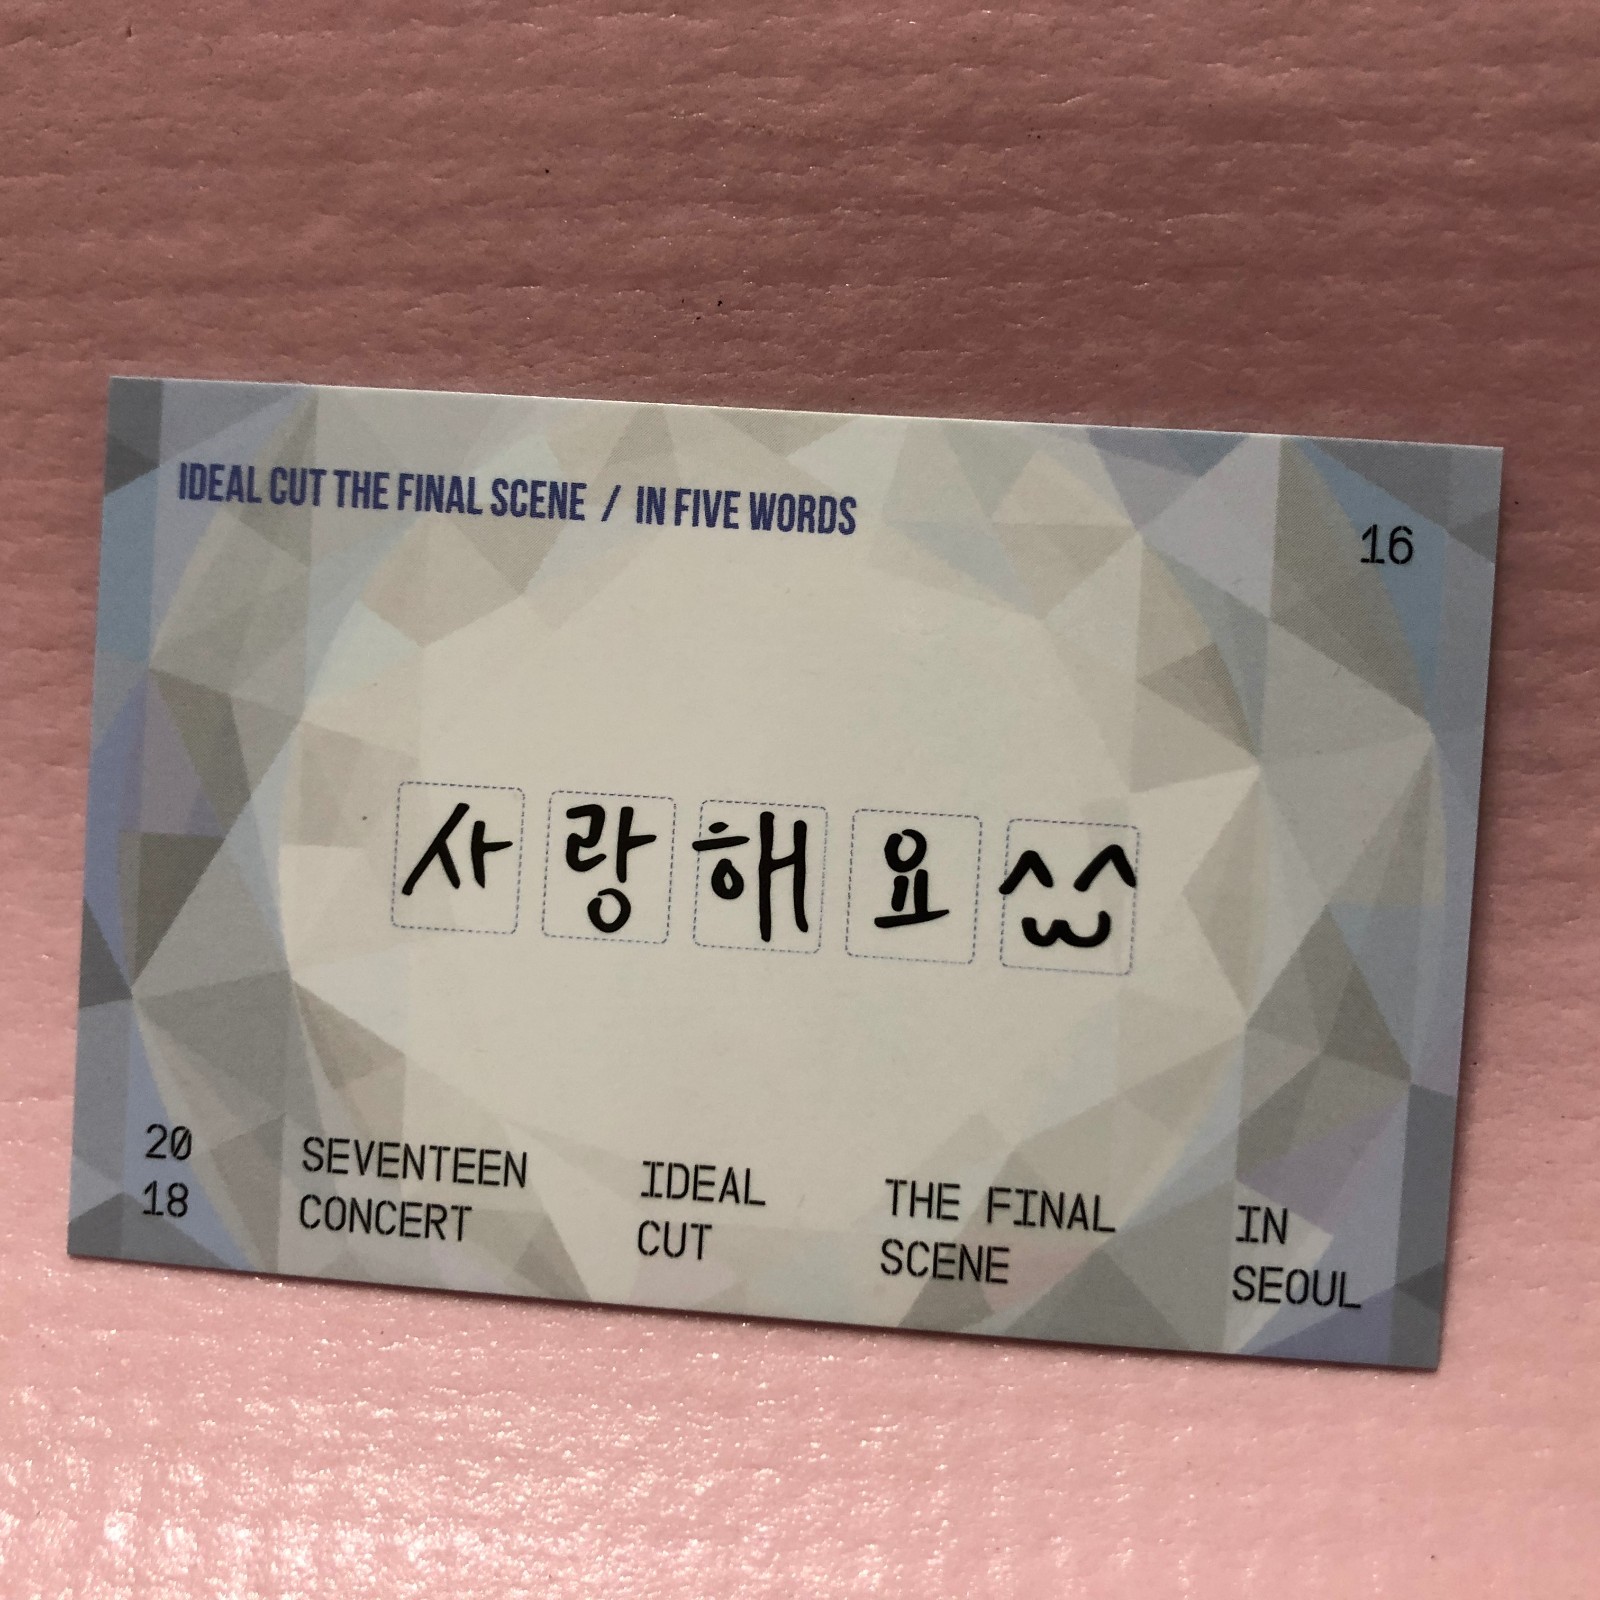 IDEAL CUT THE FINAL SCENE / IN FIVE WORDS
16
사랑해요^ω^
20
18
SEVENTEEN
CONCERT
IDEAL
CUT
THE FINAL
SCENE
IN
SEOUL